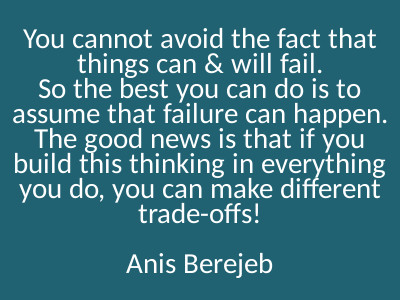 You cannot avoid the fact that
things can & will fail.
So the best you can do is to
assume that failure can happen.
The good news is that if you
build this thinking in everything
you do, you can make different
trade-offs!
Anis Berejeb